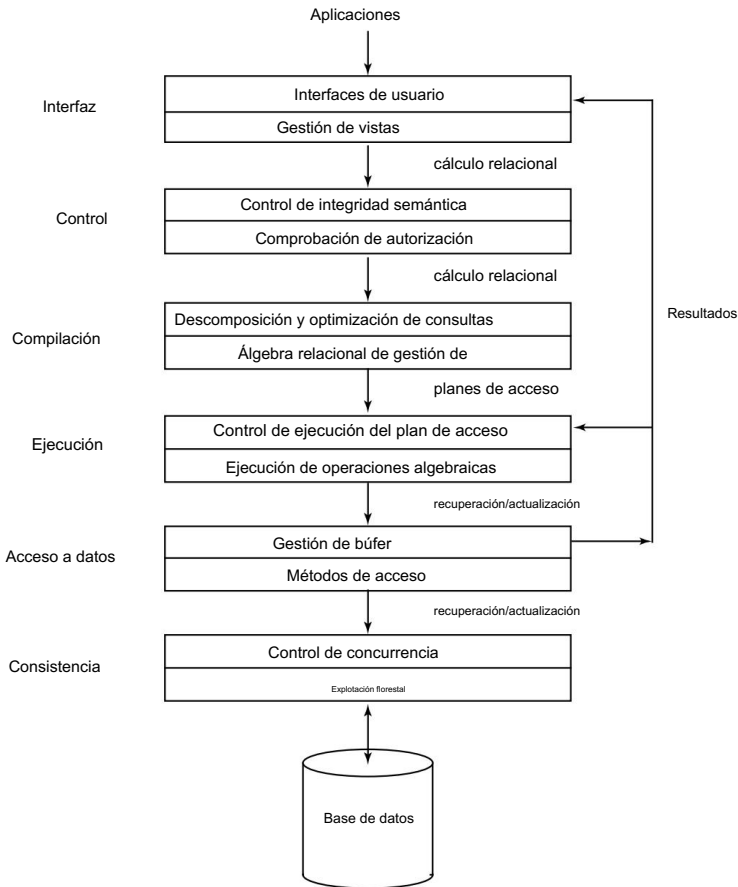 Aplicaciones
Interfaz
Interfaces de usuario
Gestión de vistas
cálculo relacional
Control
Control de integridad semántica
Comprobación de autorización
cálculo relacional
Compilación
Descomposición y optimización de consultas
Álgebra relacional de gestión de
Resultados
planes de acceso
Ejecución
Control de ejecución del plan de acceso
Ejecución de operaciones algebraicas
recuperación/actualización
Acceso a datos
Gestión de búfer
Métodos de acceso
recuperación/actualización
Consistencia
Control de concurrencia
Explotación florestal
Base de datos